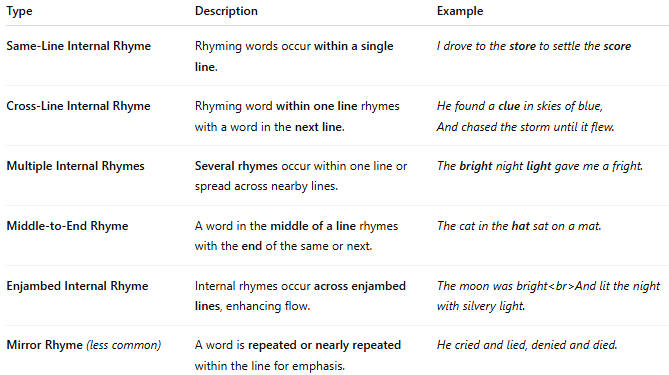 Type Description Example
Same-Line Internal Rhyme Rhyming words occur within a single I drove to the store to settle the score
line.
Cross-Line Internal Rhyme Rhyming word within one line rhymes He found a clue in skies of blue,
with a word in the next line. And chased the storm until it flew.
Multiple Internal Rhymes Several rhymes occur within one line or The bright night light gave me a fright.
spread across nearby lines.
Middle-to-End Rhyme A word in the middle of a line rhymes The cat in the hat sat on a mat.
with the end of the same or next.
Enjambed Internal Rhyme Internal rhymes occur across enjambed The moon was bright<br>And lit the night
lines, enhancing flow. with silvery light.
Mirror Rhyme (less common) A word is repeated or nearly repeated He cried and lied, denied and died.
within the line for emphasis.